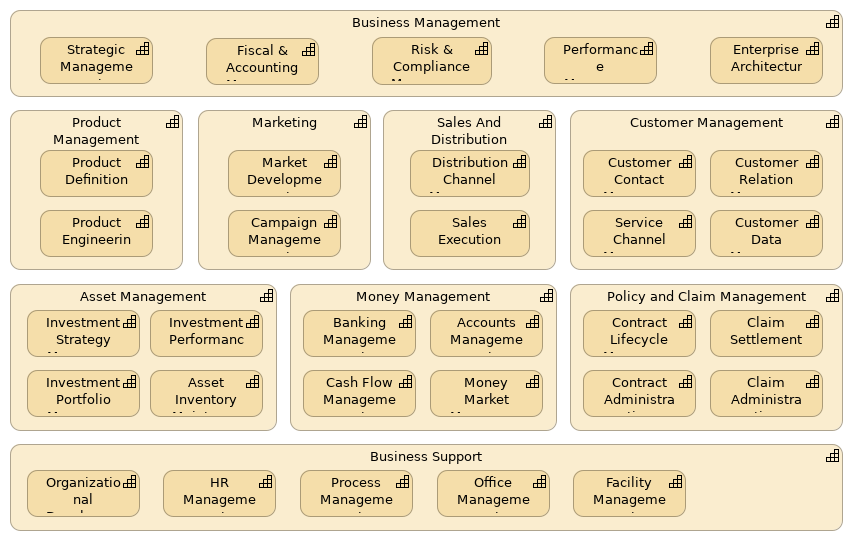 Business Management
Strategic
Manageme
Fiscal &
Accounting
Risk &
Compliance
Performanc
e
Enterprise
Architectur
Product
Management
Product
Definition
Product
Engineerin
Marketing
Market
Developme
Campaign
Manageme
Sales And
Distribution
Distribution
Channel
Sales
Execution
Customer Management
Customer
Contact
Customer
Relation
Service
Channel
Customer
Data
Asset Management
Investment
Strategy
Investment
Performanc
Investment
Portfolio
Asset
Inventory
Money Management
Banking
Manageme
Accounts
Manageme
Cash Flow
Manageme
Money
Market
Policy and Claim Management
Contract
Lifecycle
Claim
Settlement
Contract
Administra
Claim
Administra
Business Support
Organizatio
nal
HR
Manageme
Process
Manageme
Office
Manageme
Facility
Manageme